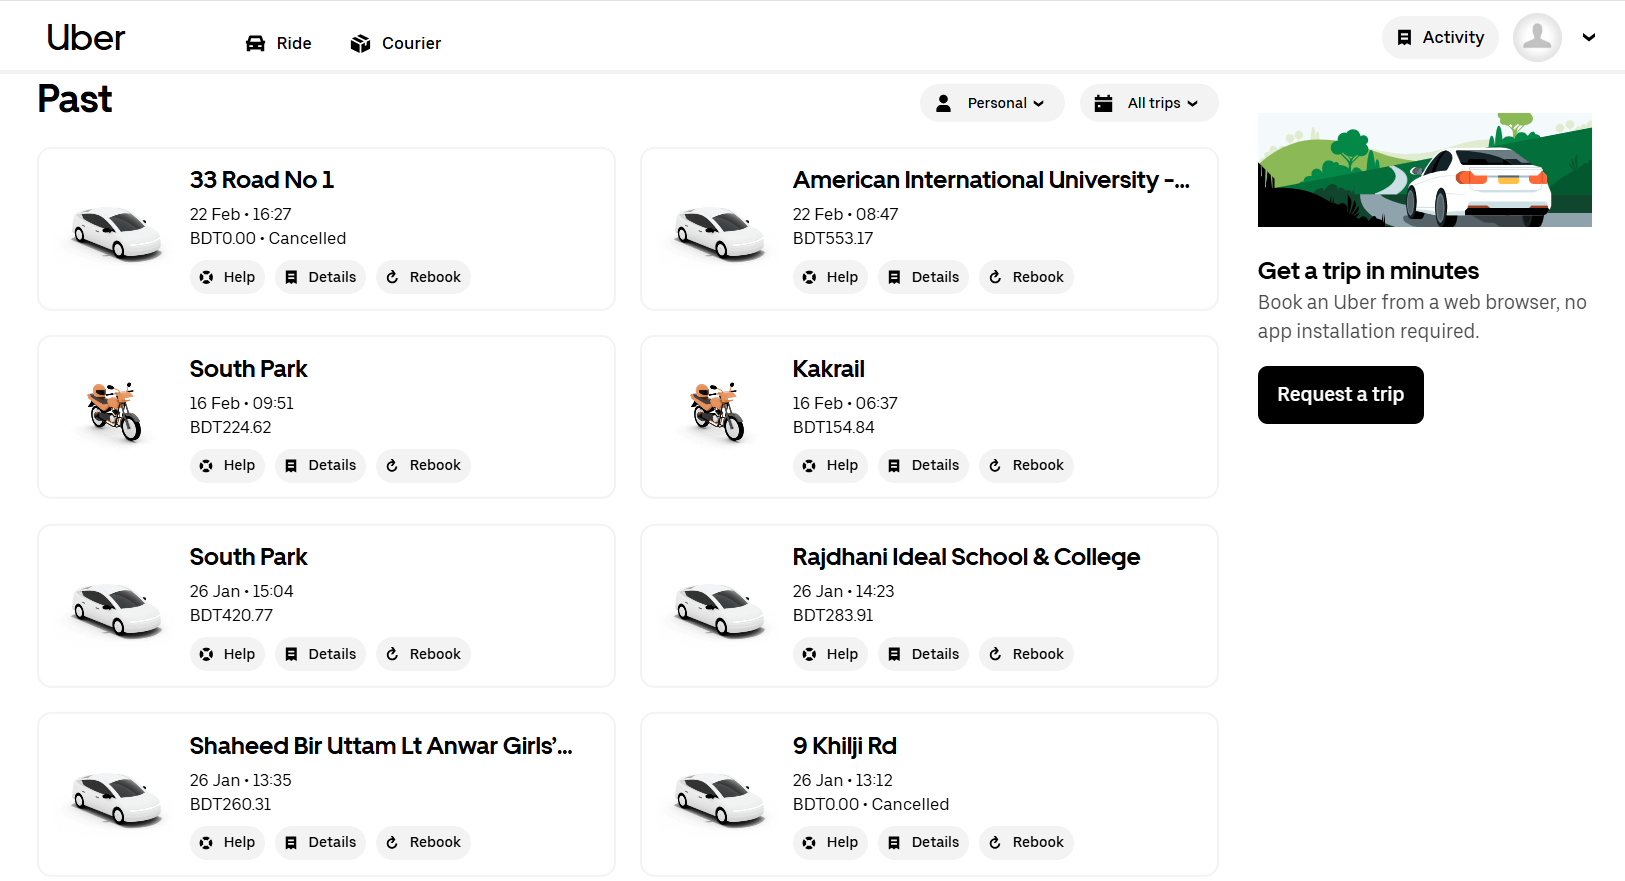 Uber
Ride
Courier
Activity
Past
Personal
All trips
33 Road No 1
22 Feb • 16:27
BDT0.00 • Cancelled
Help
Details
Rebook
American International University -...
22 Feb • 08:47
BDT553.17
Help
Details
Rebook
South Park
16 Feb • 09:51
BDT224.62
Help
Details
Rebook
Kakrail
16 Feb • 06:37
BDT154.84
Help
Details
Rebook
South Park
26 Jan • 15:04
BDT420.77
Help
Details
Rebook
Rajdhani Ideal School & College
26 Jan • 14:23
BDT283.91
Help
Details
Rebook
Shaheed Bir Uttam Lt Anwar Girls’...
26 Jan • 13:35
BDT260.31
Help
Details
Rebook
9 Khilji Rd
26 Jan • 13:12
BDT0.00 • Cancelled
Help
Details
Rebook
Get a trip in minutes
Book an Uber from a web browser, no
app installation required.
Request a trip